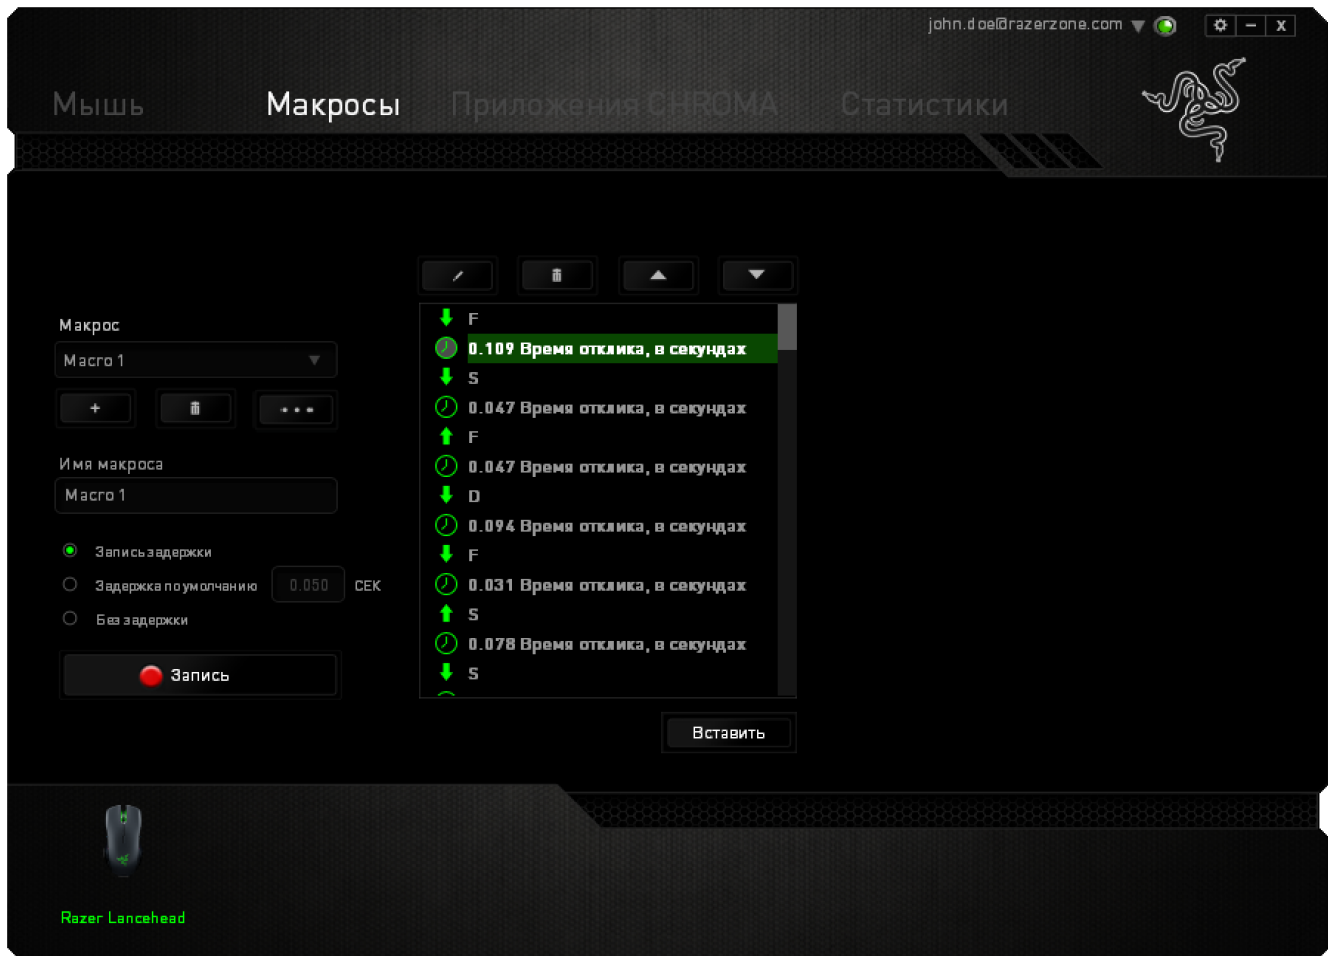 john.doe@razerzone.com
Мышь Макросы Приложения CHROMA Статистики
Макрос
Macro 1
Имя макроса
Macro 1
Запись задержки
Задержка по умолчанию 0.050 СЕК
Без задержки
Запись
F
0.109 Время отклика, в секундах
S
0.047 Время отклика, в секундах
F
0.047 Время отклика, в секундах
D
0.094 Время отклика, в секундах
F
0.031 Время отклика, в секундах
S
0.078 Время отклика, в секундах
S
Вставить
Razer Lancehead